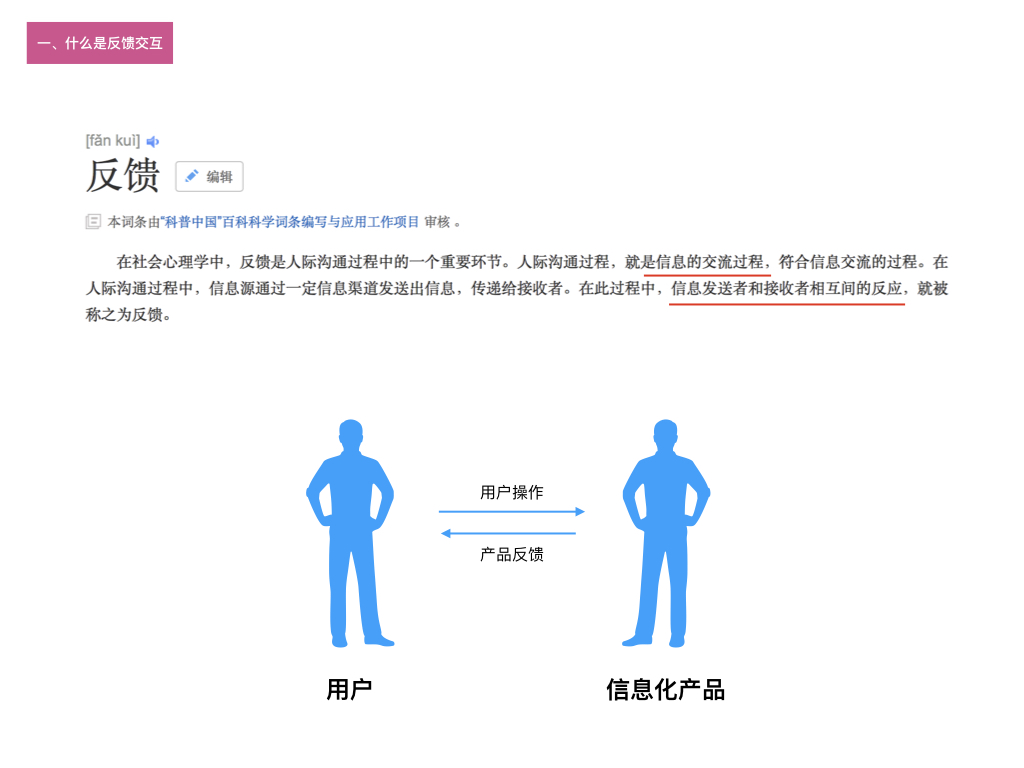 一、什么是反馈交互
[fǎn kuì]
反馈 编辑
本词条由“科普中国”百科科学词条编写与应用工作项目 审核 。
在社会心理学中，反馈是人际沟通过程中的一个重要环节。人际沟通过程，就是信息的交流过程，符合信息交流的过程。在
人际沟通过程中，信息源通过一定信息渠道发送出信息，传递给接收者。在此过程中，信息发送者和接收者相互间的反应，就被
称之为反馈。
用户操作
产品反馈
用户 信息化产品